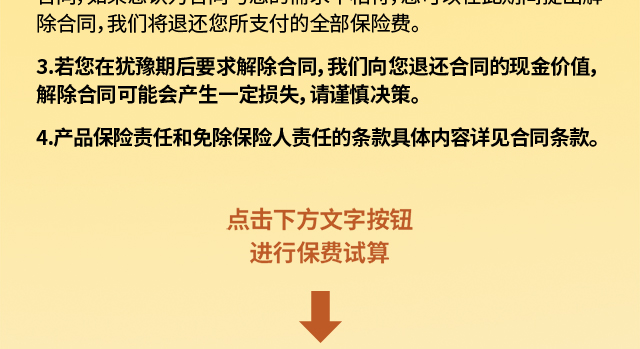 除合同,我们将退还您所支付的全部保险费。
3.若您在犹豫期后要求解除合同,我们向您退还合同的现金价值,
解除合同可能会产生一定损失,请谨慎决策。
4.产品保险责任和免除保险人责任的条款具体内容详见合同条款。
点击下方文字按钮
进行保费试算